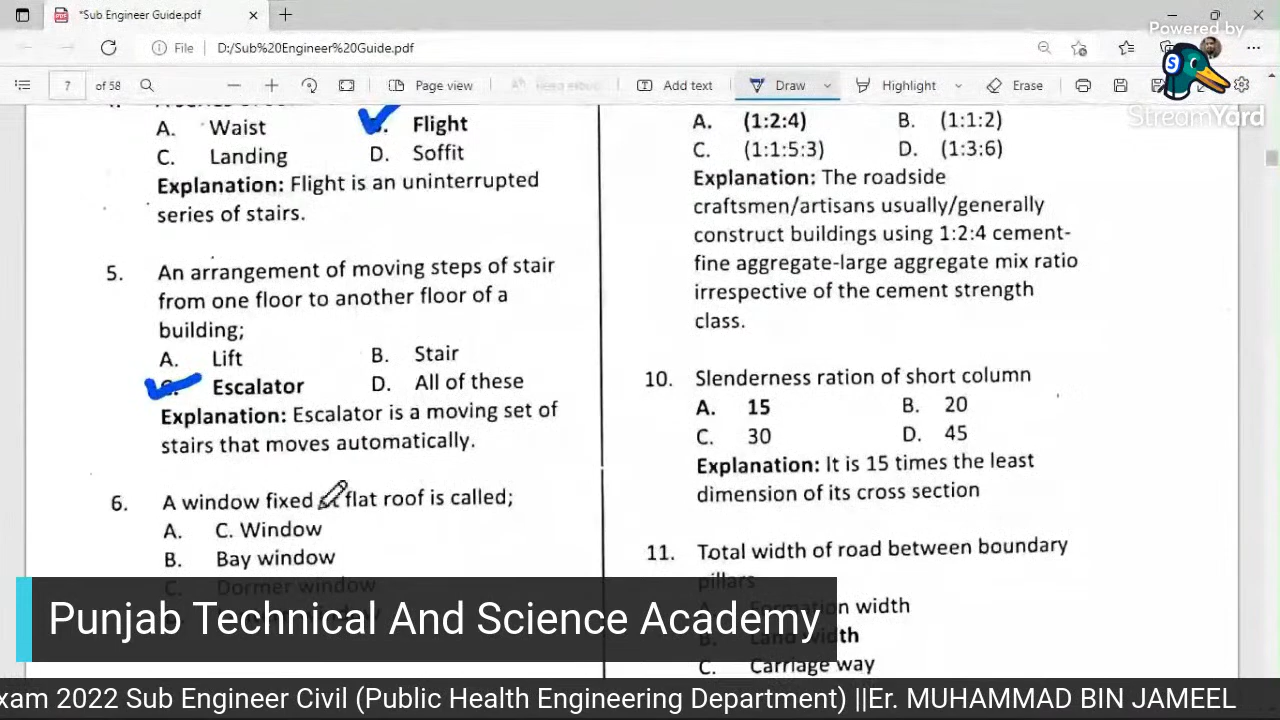 *Sub Engineer Guide.pdf
Powered by
File D:/Sub%20Engineer%20Guide.pdf
7 of 58 Page view Add text Draw Highlight Erase
StreamYard
A. Waist Flight
C. Landing D. Soffit
Explanation: Flight is an uninterrupted
series of stairs.
5. An arrangement of moving steps of stair
from one floor to another floor of a
building;
A. Lift B. Stair
Escalator D. All of these
Explanation: Escalator is a moving set of
stairs that moves automatically.
6. A window fixed flat roof is called;
A. C. Window
B. Bay window
C. Dormer window
A. (1:2:4) B. (1:1:2)
C. (1:1:5:3) D. (1:3:6)
Explanation: The roadside
craftsmen/artisans usually/generally
construct buildings using 1:2:4 cement-
fine aggregate-large aggregate mix ratio
irrespective of the cement strength
class.
10. Slenderness ration of short column
A. 15 B. 20
C. 30 D. 45
Explanation: It is 15 times the least
dimension of its cross section
11. Total width of road between boundary
pillars
A. Formation width
B. Land width
C. Carriage way
Punjab Technical And Science Academy
xam 2022 Sub Engineer Civil (Public Health Engineering Department) ||Er. MUHAMMAD BIN JAMEEL